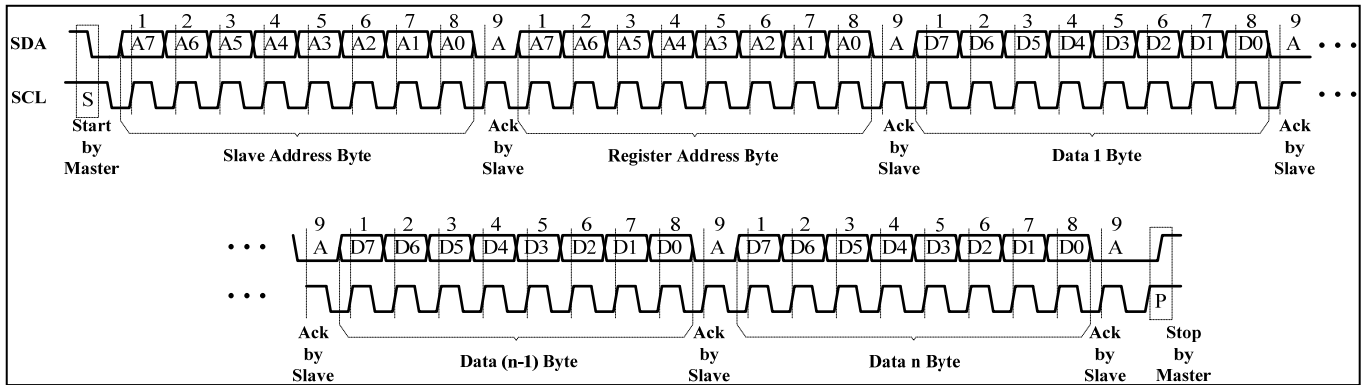 1 2 3 4 5 6 7 8 9 1 2 3 4 5 6 7 8 9 1 2 3 4 5 6 7 8 9
SDA A7 A6 A5 A4 A3 A2 A1 A0 A A7 A6 A5 A4 A3 A2 A1 A0 A D7 D6 D5 D4 D3 D2 D1 D0 A • • •
SCL S • • •
Start by Master
Slave Address Byte
Ack by Slave
Register Address Byte
Ack by Slave
Data 1 Byte
Ack by Slave
9 1 2 3 4 5 6 7 8 9 1 2 3 4 5 6 7 8 9
• • • A D7 D6 D5 D4 D3 D2 D1 D0 A D7 D6 D5 D4 D3 D2 D1 D0 A
• • • P
Ack by Slave
Data (n-1) Byte
Ack by Slave
Data n Byte
Ack by Slave
Stop by Master